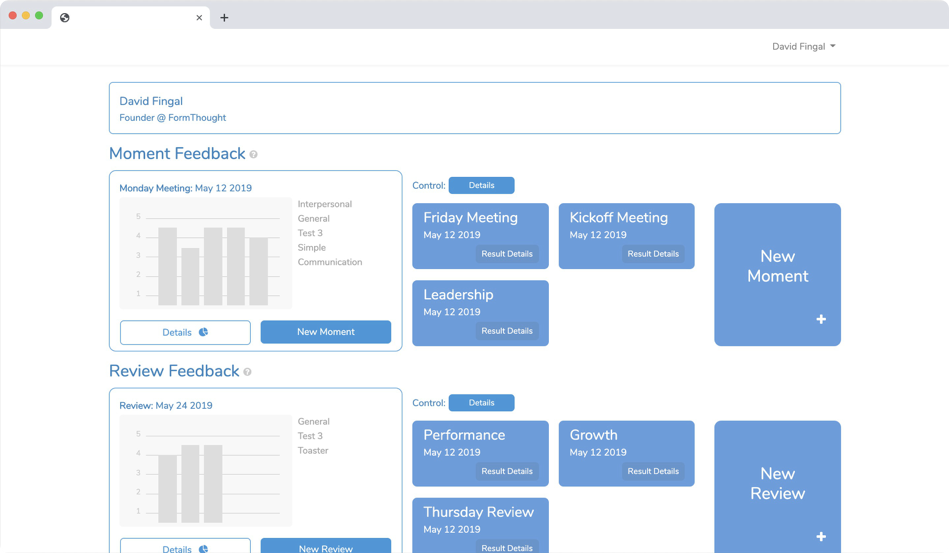 David Fingal
David Fingal
Founder @ FormThought
Moment Feedback ?
Monday Meeting: May 12 2019
5
4
3
2
1
Interpersonal
General
Test 3
Simple
Communication
Details
New Moment
Control: Details
Friday Meeting
May 12 2019
Result Details
Kickoff Meeting
May 12 2019
Result Details
Leadership
May 12 2019
Result Details
New
Moment
+
Review Feedback ?
Review: May 24 2019
5
4
3
2
1
General
Test 3
Toaster
Details
New Review
Control: Details
Performance
May 12 2019
Result Details
Growth
May 12 2019
Result Details
Thursday Review
May 12 2019
Result Details
New
Review
+